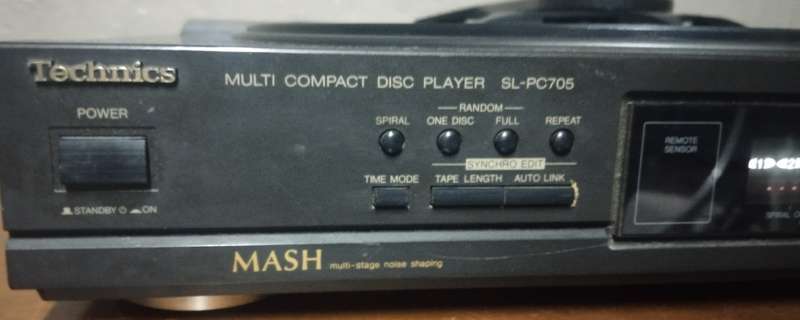 Technics
MULTI COMPACT DISC PLAYER SL-PC705
POWER
STANDBY ON
RANDOM
SPIRAL ONE DISC FULL REPEAT
SYNCHRO EDIT
TIME MODE TAPE LENGTH AUTO LINK
REMOTE
SENSOR
SPIRAL
MASH multi-stage noise shaping